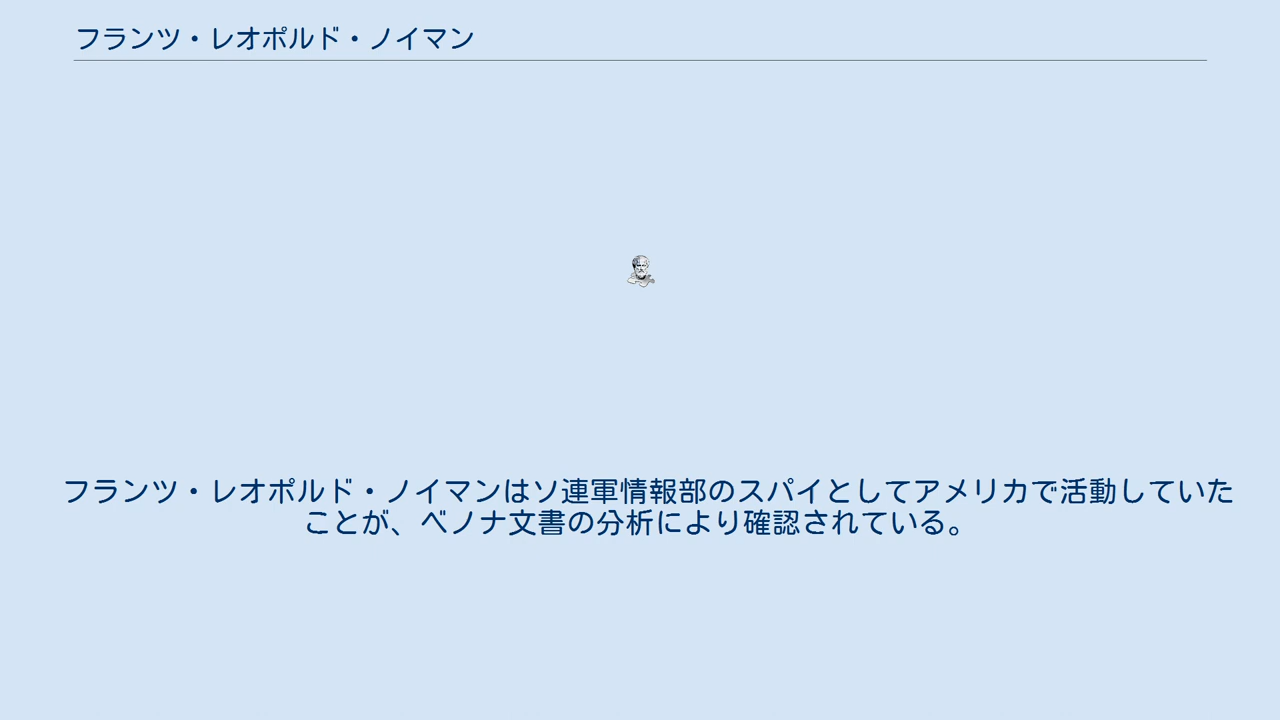 フランツ・レオポルド・ノイマン
フランツ・レオポルド・ノイマンはソ連軍情報部のスパイとしてアメリカで活動していた
ことが、ベノナ文書の分析により確認されている。